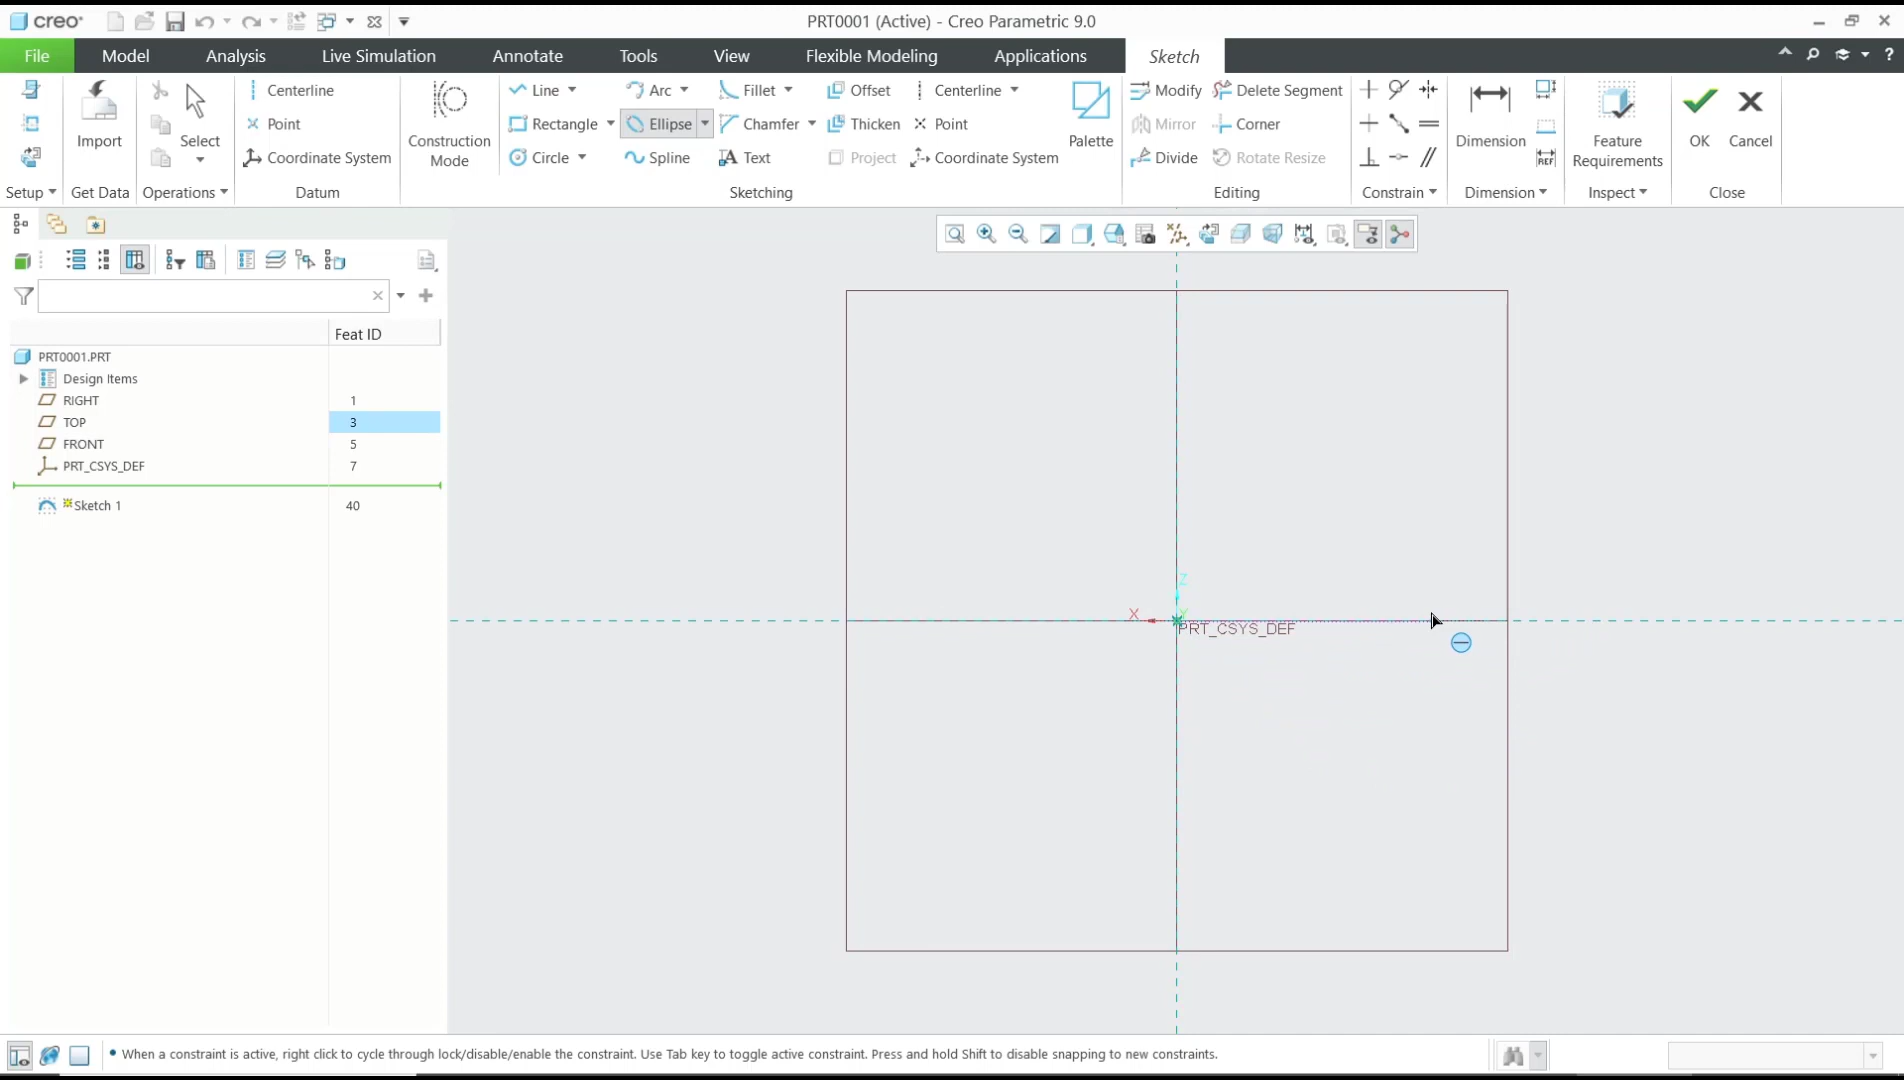 creo®
PRT0001 (Active) - Creo Parametric 9.0
File Model Analysis Live Simulation Annotate Tools View Flexible Modeling Applications Sketch
Centerline Line Arc Fillet Offset Centerline Modify Delete Segment
Point Rectangle Ellipse Chamfer Thicken Point Mirror Corner
Import Select Construction Mode Palette Dimension Feature Requirements OK Cancel
Coordinate System Circle Spline Text Project Coordinate System Divide Rotate Resize
REF
Setup Get Data Operations Datum Sketching Editing Constrain Dimension Inspect Close
Feat ID
PRT0001.PRT
Design Items
RIGHT 1
TOP 3
FRONT 5
PRT_CSYS_DEF 7
Sketch 1 40
Z
X Y
PRT_CSYS_DEF
• When a constraint is active, right click to cycle through lock/disable/enable the constraint. Use Tab key to toggle active constraint. Press and hold Shift to disable snapping to new constraints.